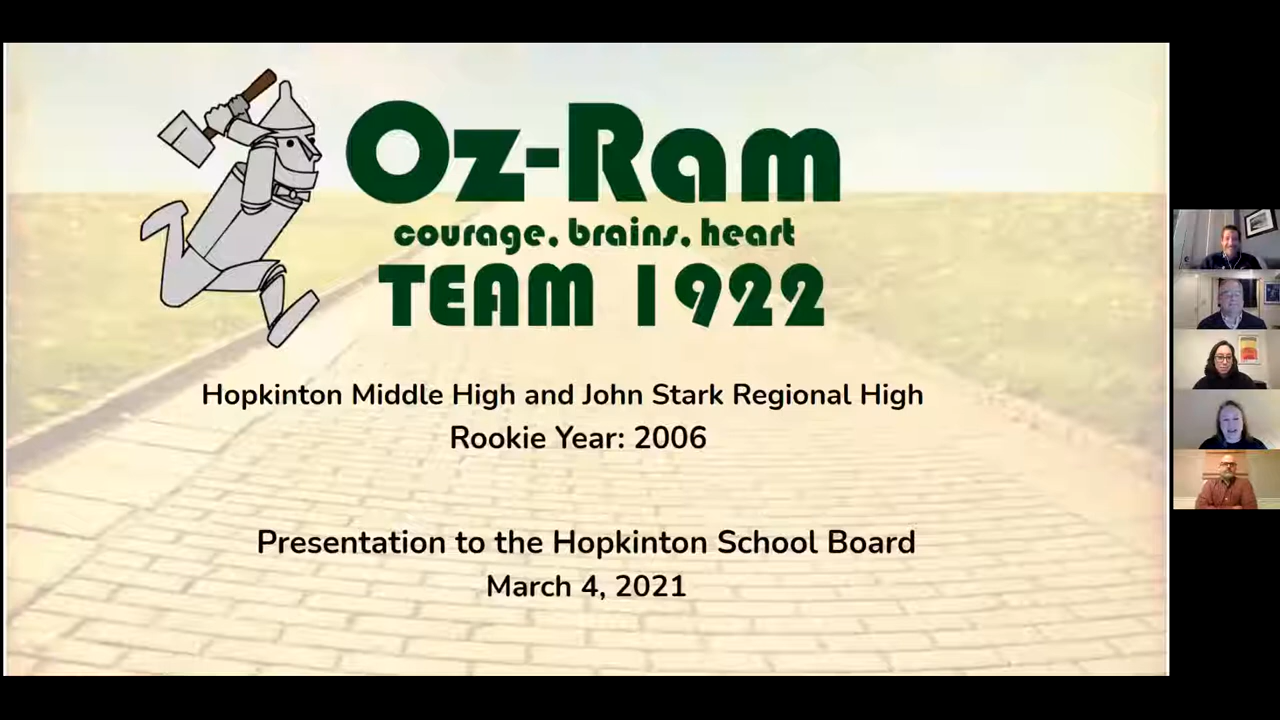 Oz-Ram
courage, brains, heart
TEAM 1922
Hopkinton Middle High and John Stark Regional High
Rookie Year: 2006
Presentation to the Hopkinton School Board
March 4, 2021